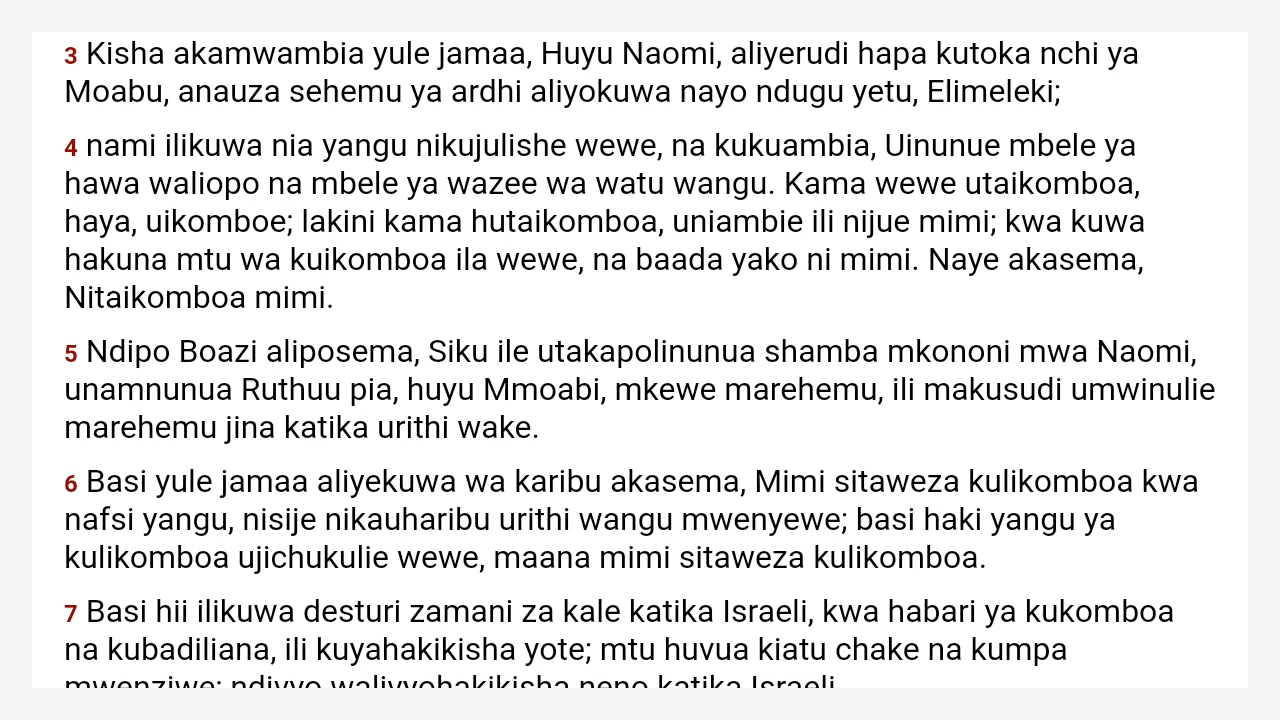 3 Kisha akamwambia yule jamaa, Huyu Naomi, aliyerudi hapa kutoka nchi ya
Moabu, anauza sehemu ya ardhi aliyokuwa nayo ndugu yetu, Elimeleki;
4 nami ilikuwa nia yangu nikujulishe wewe, na kukuambia, Uinunue mbele ya
hawa waliopo na mbele ya wazee wa watu wangu. Kama wewe utaikomboa,
haya, uikomboe; lakini kama hutaikomboa, uniambie ili nijue mimi; kwa kuwa
hakuna mtu wa kuikomboa ila wewe, na baada yako ni mimi. Naye akasema,
Nitaikomboa mimi.
5 Ndipo Boazi aliposema, Siku ile utakapolinunua shamba mkononi mwa Naomi,
unamnunua Ruthuu pia, huyu Mmoabi, mkewe marehemu, ili makusudi umwinulie
marehemu jina katika urithi wake.
6 Basi yule jamaa aliyekuwa wa karibu akasema, Mimi sitaweza kulikomboa kwa
nafsi yangu, nisije nikauharibu urithi wangu mwenyewe; basi haki yangu ya
kulikomboa ujichukulie wewe, maana mimi sitaweza kulikomboa.
7 Basi hii ilikuwa desturi zamani za kale katika Israeli, kwa habari ya kukomboa
na kubadiliana, ili kuyahakikisha yote; mtu huvua kiatu chake na kumpa
mwenziwe; ndivyo walivyohakikisha neno katika Israeli.